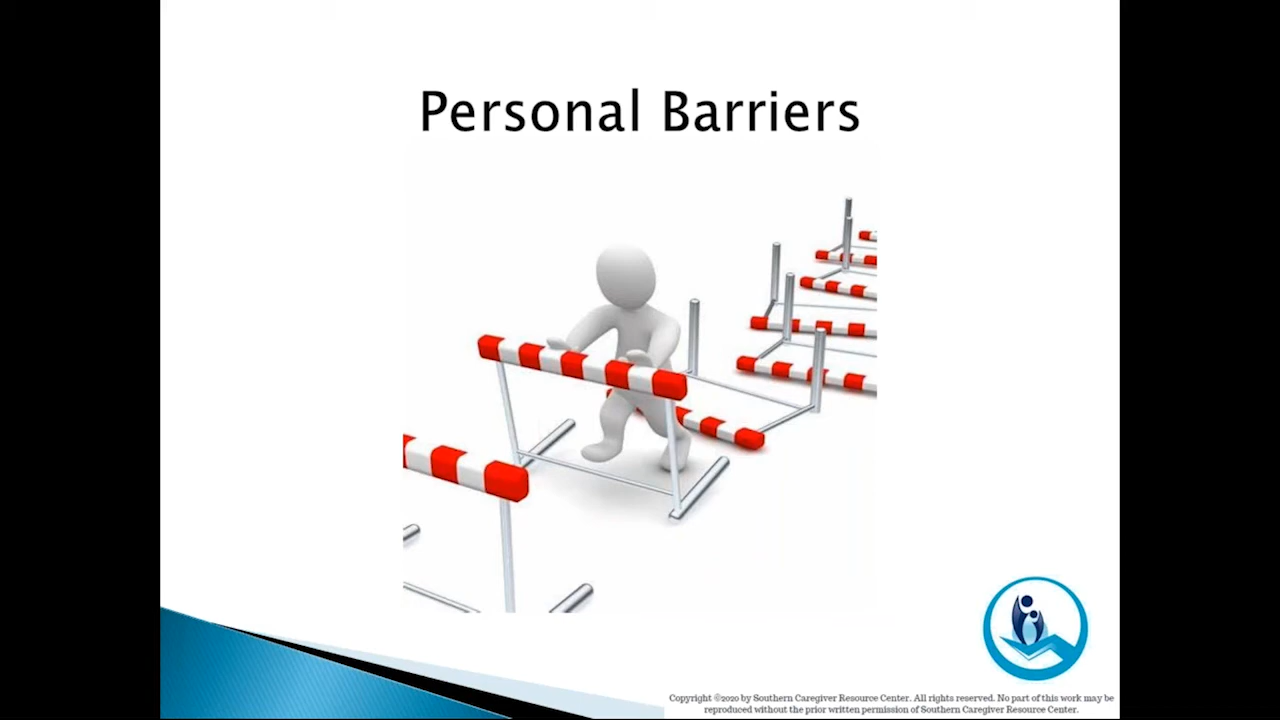 Personal Barriers
Copyright ©2020 by Southern Caregiver Resource Center. All rights reserved. No part of this work may be
reproduced without the prior written permission of Southern Caregiver Resource Center.